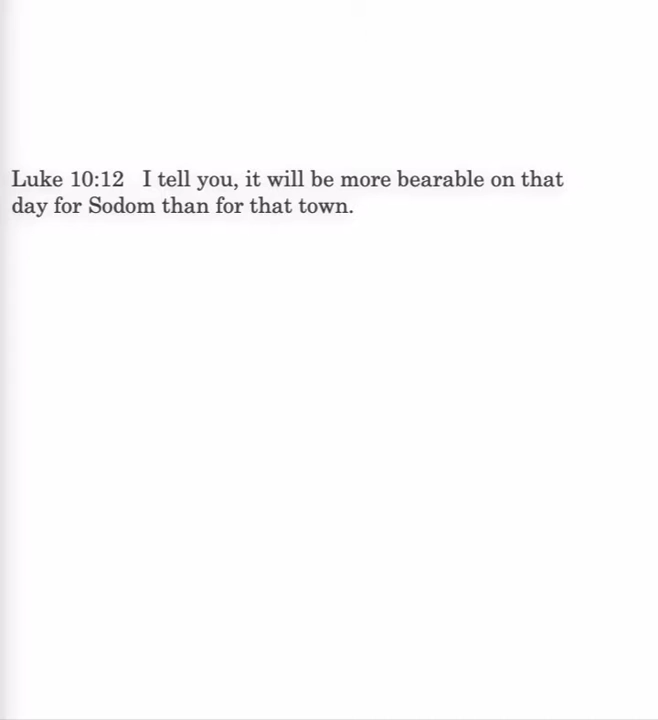 Luke 10:12 I tell you, it will be more bearable on that
day for Sodom than for that town.